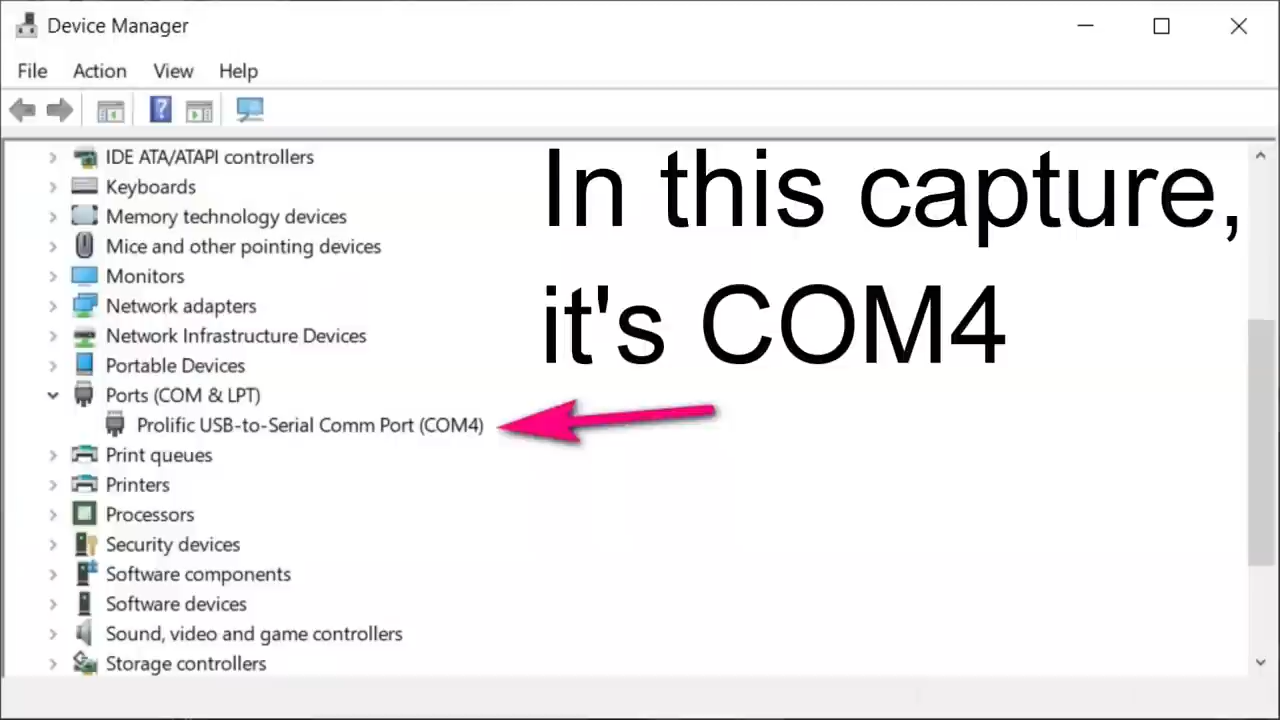 Device Manager
File Action View Help
?
IDE ATA/ATAPI controllers
Keyboards
Memory technology devices
Mice and other pointing devices
Monitors
Network adapters
Network Infrastructure Devices
Portable Devices
Ports (COM & LPT)
Prolific USB-to-Serial Comm Port (COM4)
Print queues
Printers
Processors
Security devices
Software components
Software devices
Sound, video and game controllers
Storage controllers
In this capture,
it's COM4